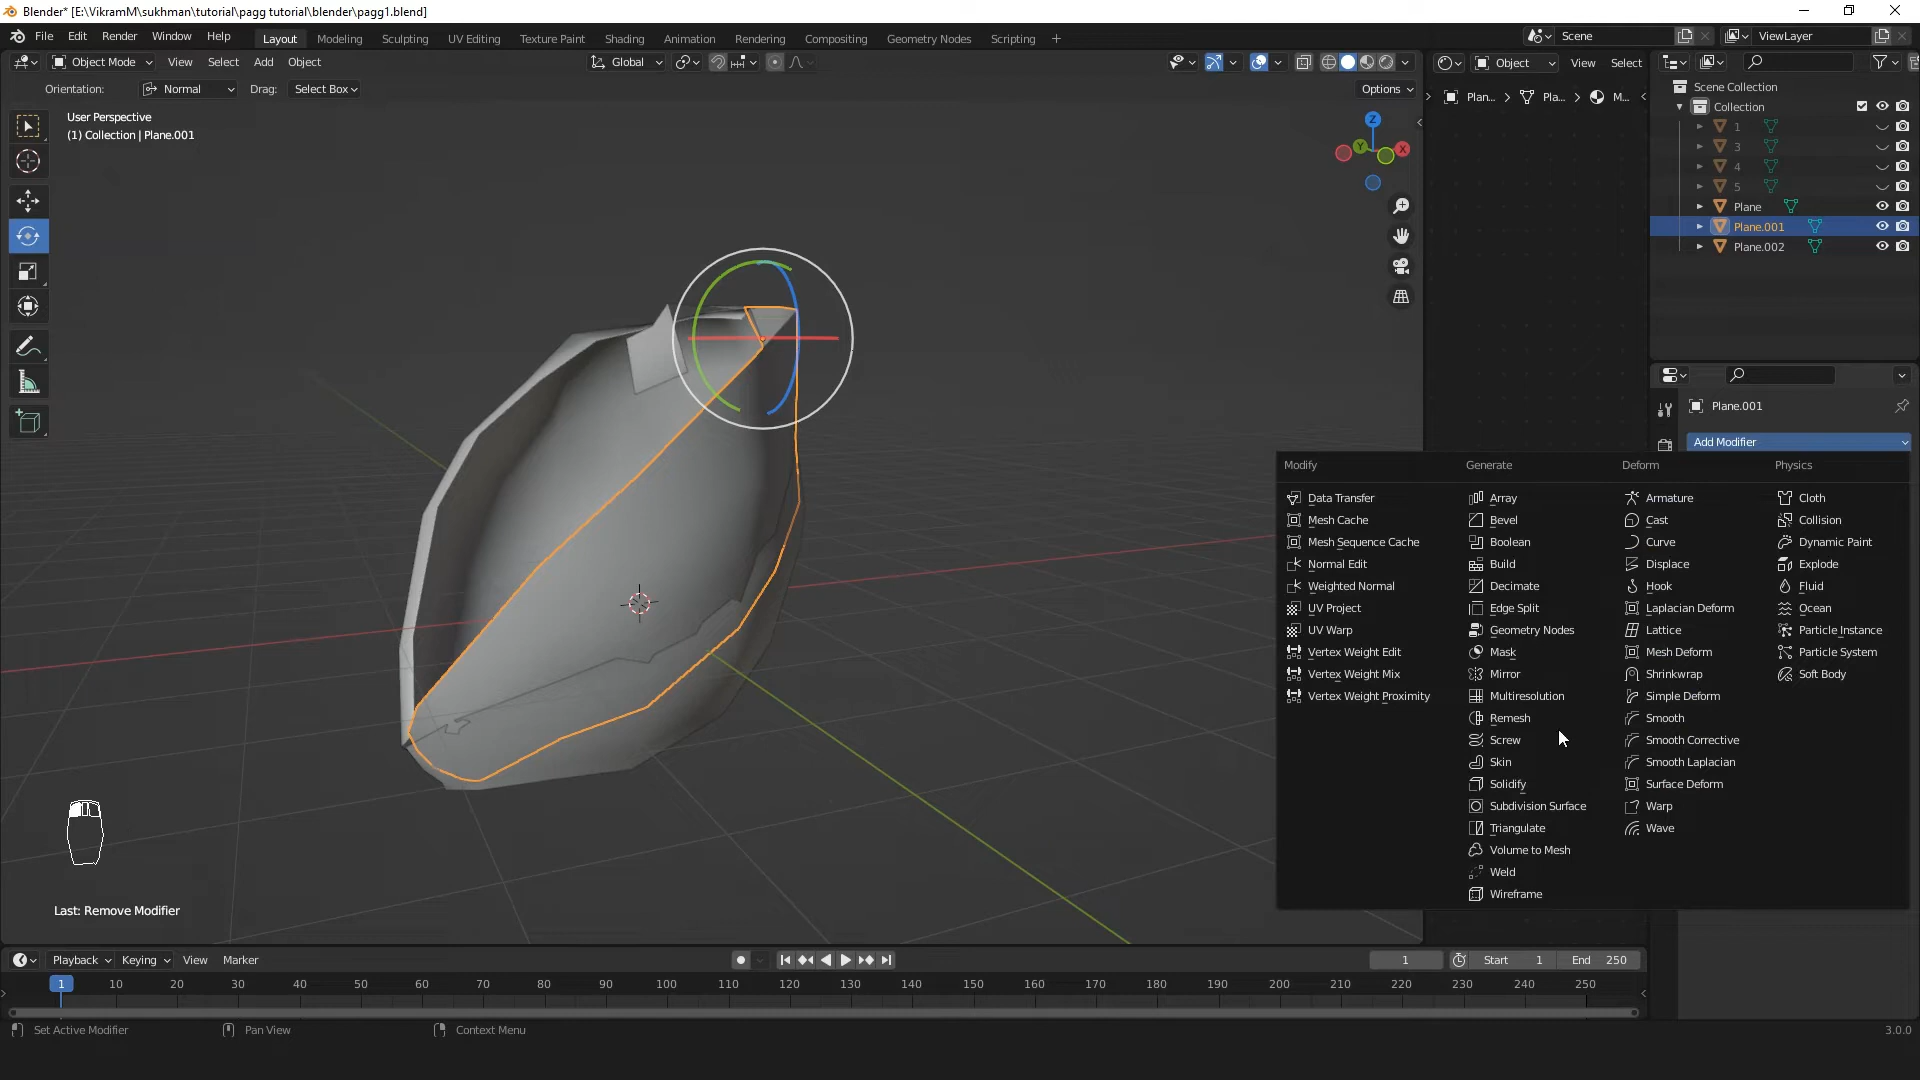 Blender* [E:\VikramM\sukhman\tutorial\pagg tutorial\blender\pagg1.blend]
File Edit Render Window Help
Layout Modeling Sculpting UV Editing Texture Paint Shading Animation Rendering Compositing Geometry Nodes Scripting +
Scene
ViewLayer
Object Mode View Select Add Object
Global
Object View Select
Orientation: Normal Drag: Select Box
Options
Plan... > Pla... > M...
User Perspective
(1) Collection | Plane.001
Z
Y
X
Scene Collection
Collection
1
3
4
5
Plane
Plane.001
Plane.002
Plane.001
Add Modifier
Modify
Data Transfer
Mesh Cache
Mesh Sequence Cache
Normal Edit
Weighted Normal
UV Project
UV Warp
Vertex Weight Edit
Vertex Weight Mix
Vertex Weight Proximity
Generate
Array
Bevel
Boolean
Build
Decimate
Edge Split
Geometry Nodes
Mask
Mirror
Multiresolution
Remesh
Screw
Skin
Solidify
Subdivision Surface
Triangulate
Volume to Mesh
Weld
Wireframe
Deform
Armature
Cast
Curve
Displace
Hook
Laplacian Deform
Lattice
Mesh Deform
Shrinkwrap
Simple Deform
Smooth
Smooth Corrective
Smooth Laplacian
Surface Deform
Warp
Wave
Physics
Cloth
Collision
Dynamic Paint
Explode
Fluid
Ocean
Particle Instance
Particle System
Soft Body
Last: Remove Modifier
Playback Keying View Marker
1 Start 1 End 250
1 10 20 30 40 50 60 70 80 90 100 110 120 130 140 150 160 170 180 190 200 210 220 230 240 250
Set Active Modifier Pan View Context Menu
3.0.0